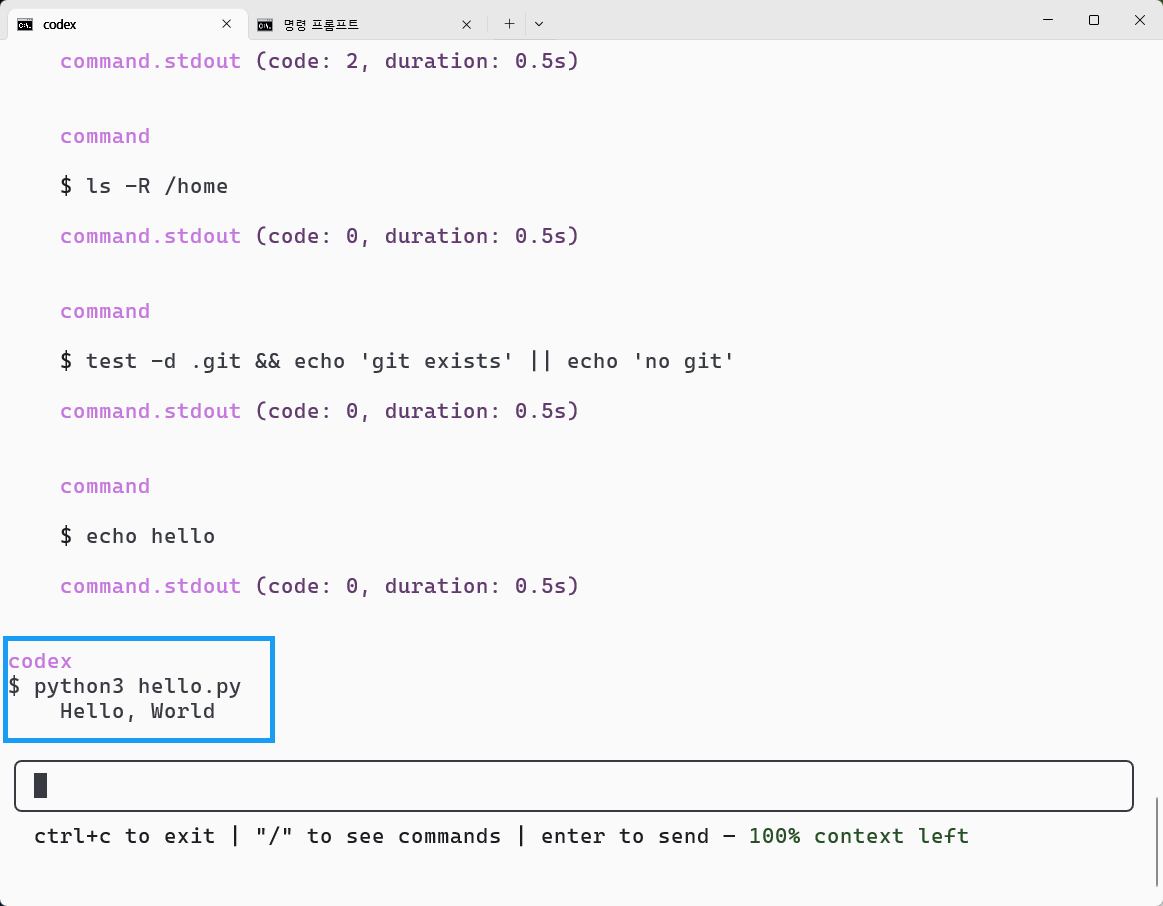 codex
명령 프롬프트
command.stdout (code: 2, duration: 0.5s)
command
$ ls -R /home
command.stdout (code: 0, duration: 0.5s)
command
$ test -d .git && echo 'git exists' || echo 'no git'
command.stdout (code: 0, duration: 0.5s)
command
$ echo hello
command.stdout (code: 0, duration: 0.5s)
codex
$ python3 hello.py
Hello, World
ctrl+c to exit | "/" to see commands | enter to send — 100% context left